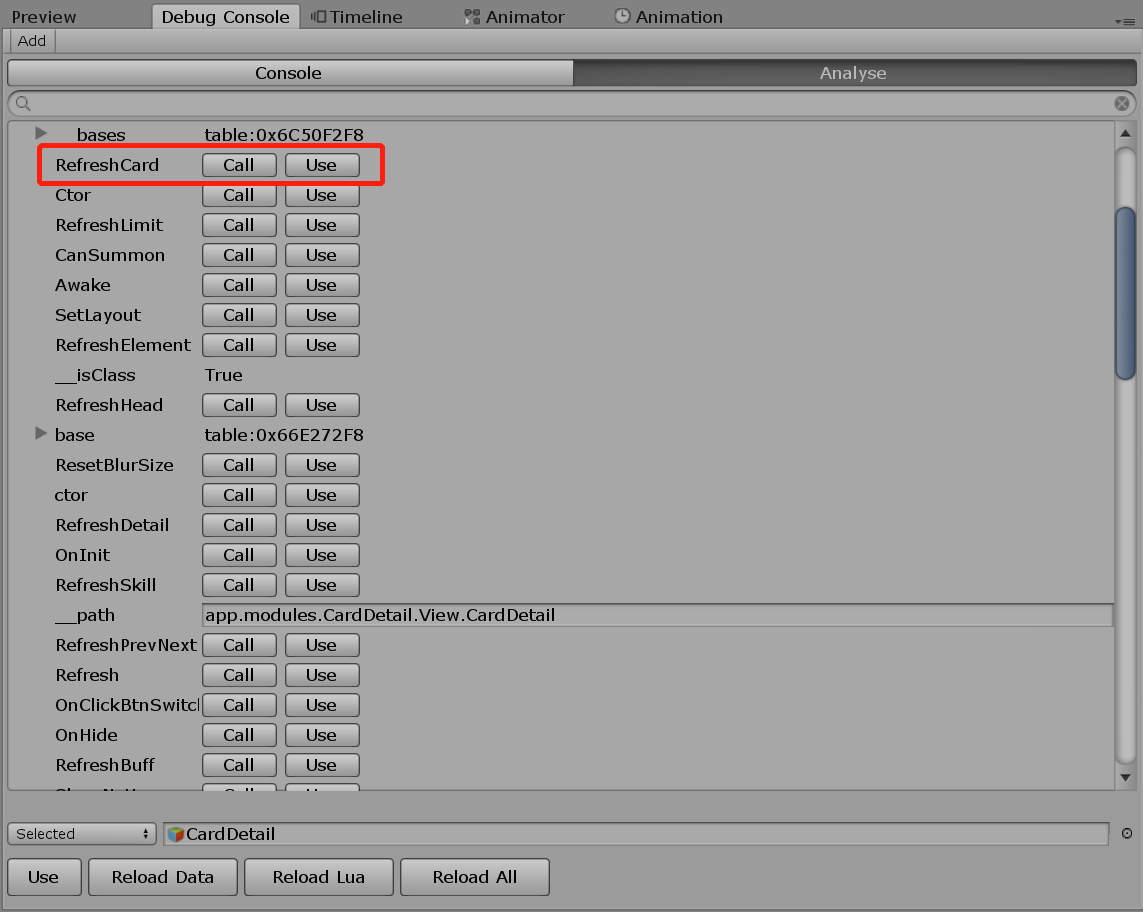 Preview Debug Console Timeline Animator Animation
Add
Console Analyse
bases table:0x6C50F2F8
RefreshCard Call Use
Ctor Call Use
RefreshLimit Call Use
CanSummon Call Use
Awake Call Use
SetLayout Call Use
RefreshElement Call Use
__isClass True
RefreshHead Call Use
base table:0x66E272F8
ResetBlurSize Call Use
ctor Call Use
RefreshDetail Call Use
OnInit Call Use
RefreshSkill Call Use
__path app.modules.CardDetail.View.CardDetail
RefreshPrevNext Call Use
Refresh Call Use
OnClickBtnSwitch Call Use
OnHide Call Use
RefreshBuff Call Use
Selected CardDetail
Use Reload Data Reload Lua Reload All